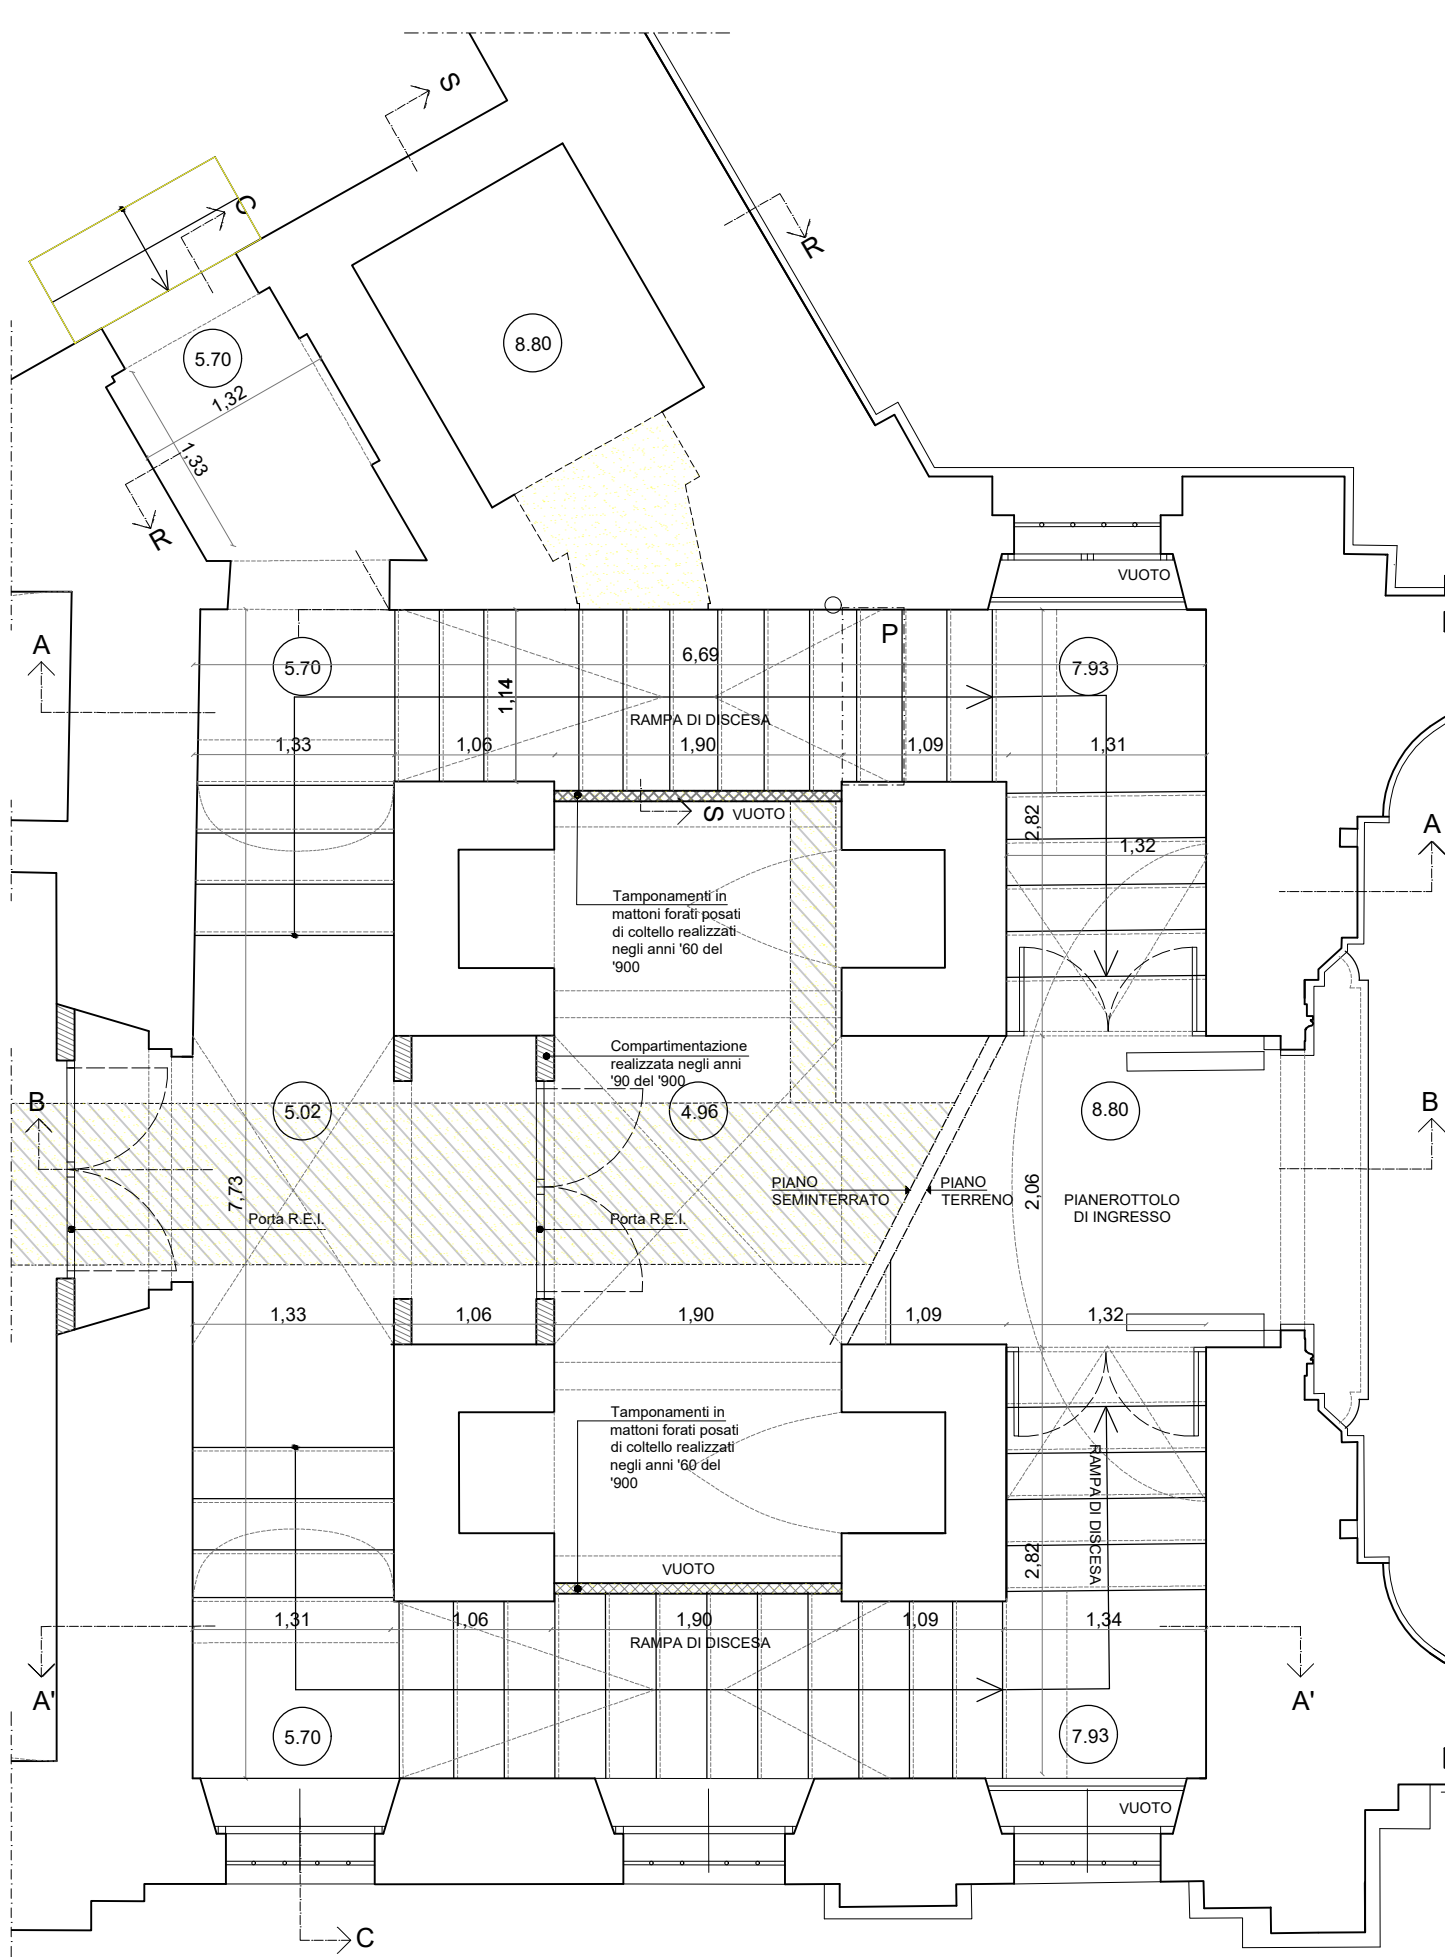 S
C
R
5.70
8.80
1,32
1,33
R
VUOTO
A
5.70
6,69
P
7.93
1,14
RAMPA DI DISCESA
1,33
1,06
1,90
1,09
1,31
S
VUOTO
2,82
1,32
A
Tamponamenti in
mattoni forati posati
di coltello realizzati
negli anni '60 del
'900
Compartimentazione
realizzata negli anni
'90 del '900
B
5.02
4.96
8.80
B
7,73
PIANO
SEMINTERRATO
PIANO
TERRENO
2,06
PIANEROTTOLO
DI INGRESSO
Porta R.E.I.
Porta R.E.I.
1,33
1,06
1,90
1,09
1,32
Tamponamenti in
mattoni forati posati
di coltello realizzati
negli anni '60 del
'900
RAMPA DI DISCESA
2,82
VUOTO
1,31
1,06
1,90
1,09
1,34
RAMPA DI DISCESA
A'
A'
5.70
7.93
VUOTO
C